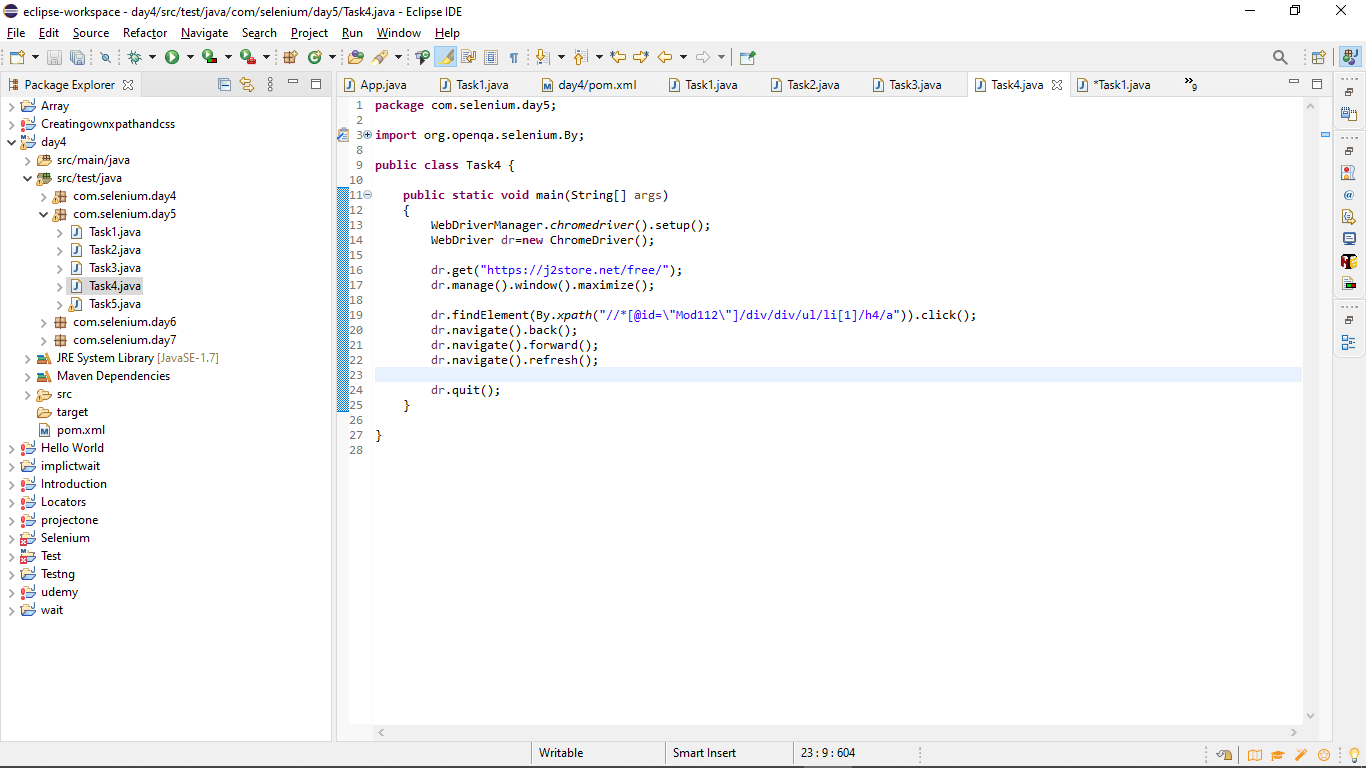 eclipse-workspace - day4/src/test/java/com/selenium/day5/Task4.java - Eclipse IDE
File Edit Source Refactor Navigate Search Project Run Window Help
Package Explorer
Array
Creatingownxpathandcss
day4
src/main/java
src/test/java
com.selenium.day4
com.selenium.day5
Task1.java
Task2.java
Task3.java
Task4.java
Task5.java
com.selenium.day6
com.selenium.day7
JRE System Library [JavaSE-1.7]
Maven Dependencies
src
target
pom.xml
Hello World
implictwait
Introduction
Locators
projectone
Selenium
Test
Testng
udemy
wait
App.java Task1.java day4/pom.xml Task1.java Task2.java Task3.java Task4.java *Task1.java »9
1 package com.selenium.day5;
2
3 import org.openqa.selenium.By;
8
9 public class Task4 {
10
11 public static void main(String[] args)
12 {
13 WebDriverManager.chromedriver().setup();
14 WebDriver dr=new ChromeDriver();
15
16 dr.get("https://j2store.net/free/");
17 dr.manage().window().maximize();
18
19 dr.findElement(By.xpath("//*[@id=\"Mod112\"]/div/div/ul/li[1]/h4/a")).click();
20 dr.navigate().back();
21 dr.navigate().forward();
22 dr.navigate().refresh();
23
24 dr.quit();
25 }
26
27 }
28
Writable Smart Insert 23 : 9 : 604